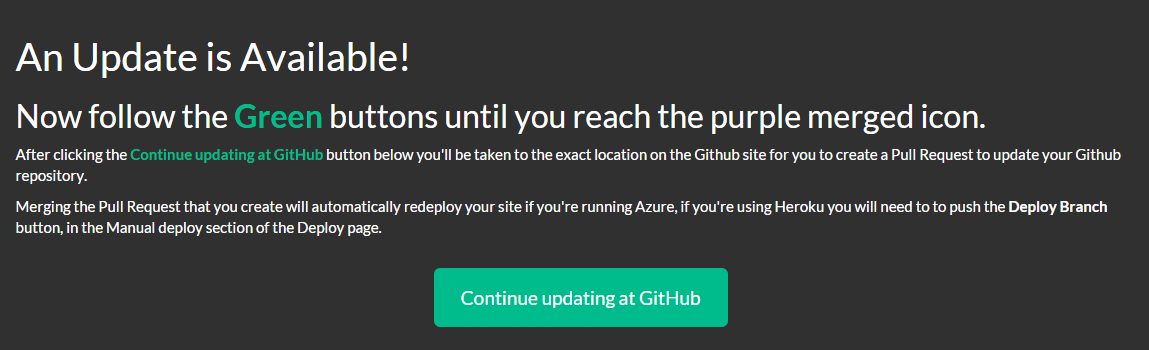 An Update is Available!
Now follow the Green buttons until you reach the purple merged icon.
After clicking the Continue updating at GitHub button below you'll be taken to the exact location on the Github site for you to create a Pull Request to update your Github
repository.
Merging the Pull Request that you create will automatically redeploy your site if you're running Azure, if you're using Heroku you will need to to push the Deploy Branch
button, in the Manual deploy section of the Deploy page.
Continue updating at GitHub